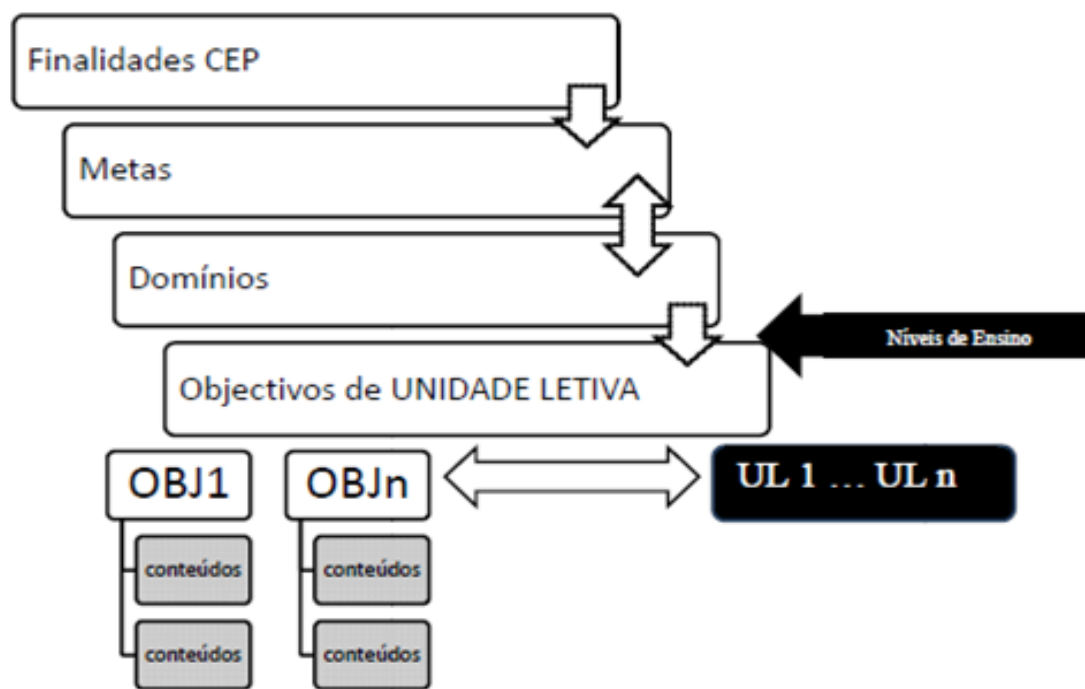 Finalidades CEP
Metas
Domínios
Níveis de Ensino
Objectivos de UNIDADE LETIVA
OBJ1
OBJn
UL 1 ... UL n
conteúdos
conteúdos
conteúdos
conteúdos